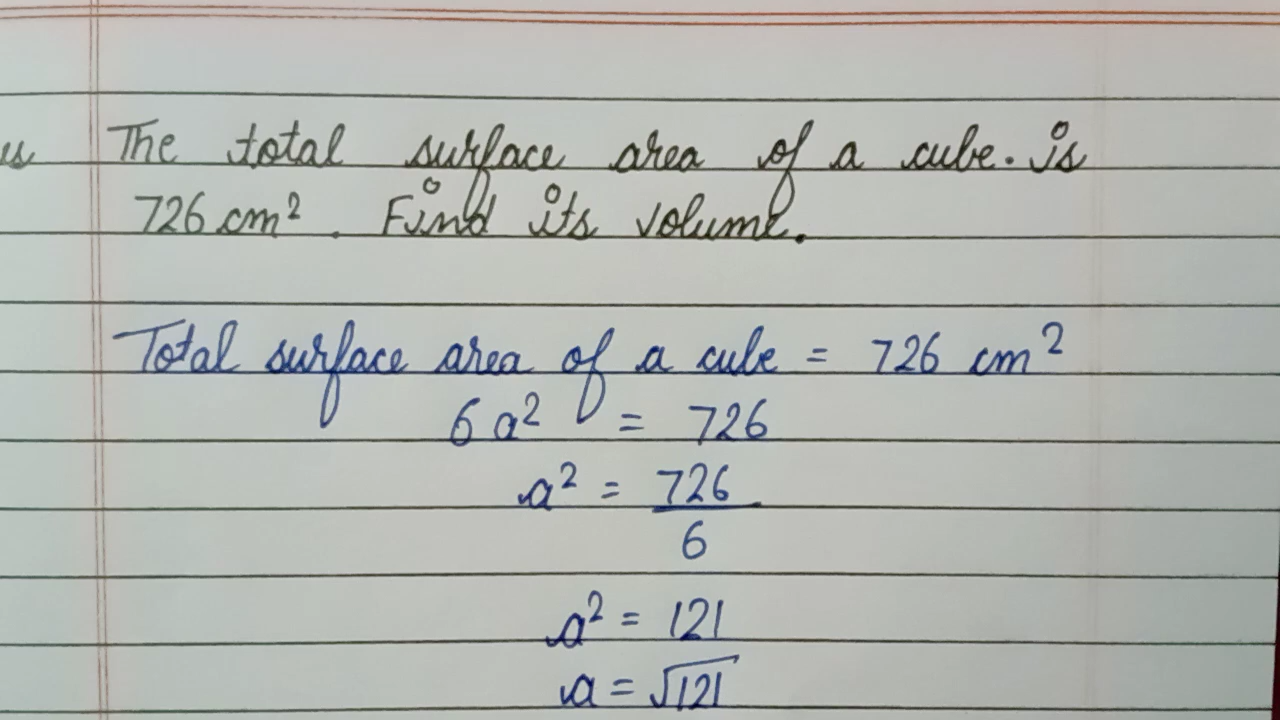 The total surface area of a cube. is
726 cm². Find its volume.
Total surface area of a cube = 726 cm²
6a² = 726
a² = 726/6
a² = 121
a = √121